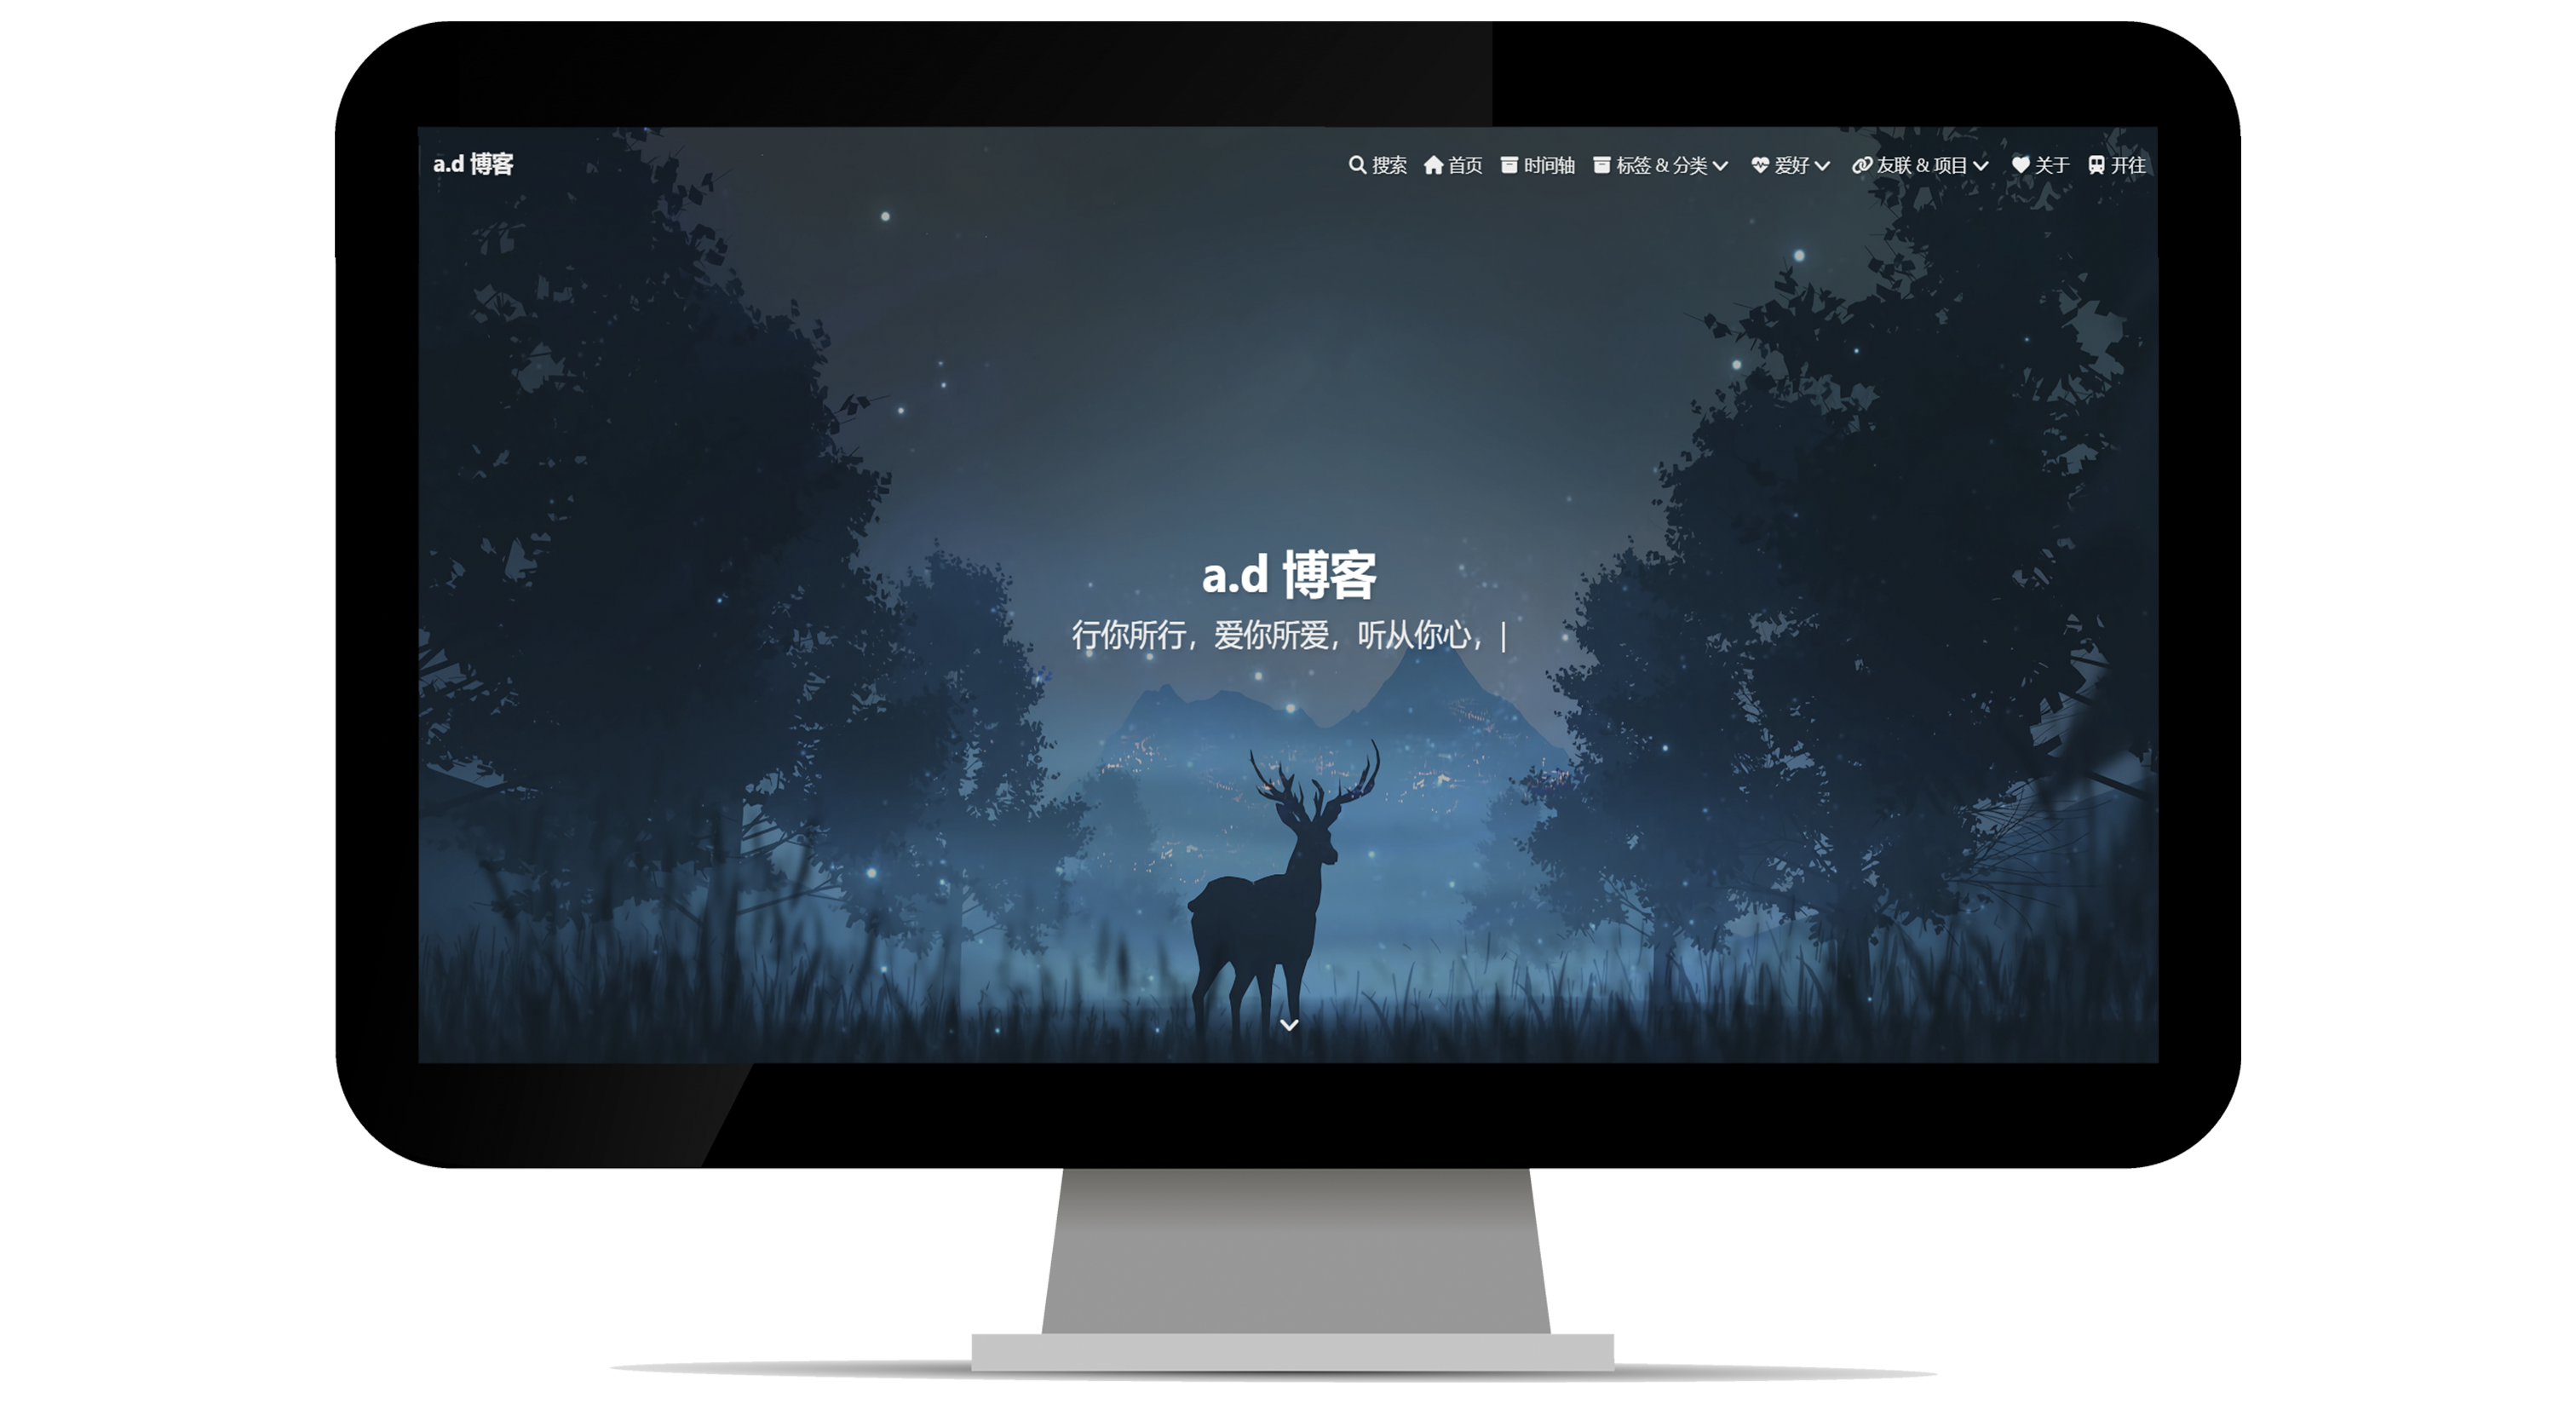 a.d 博客
搜索 首页 时间轴 标签 & 分类 爱好 友联 & 项目 关于 开往
a.d 博客
行你所行，爱你所爱，听从你心，|